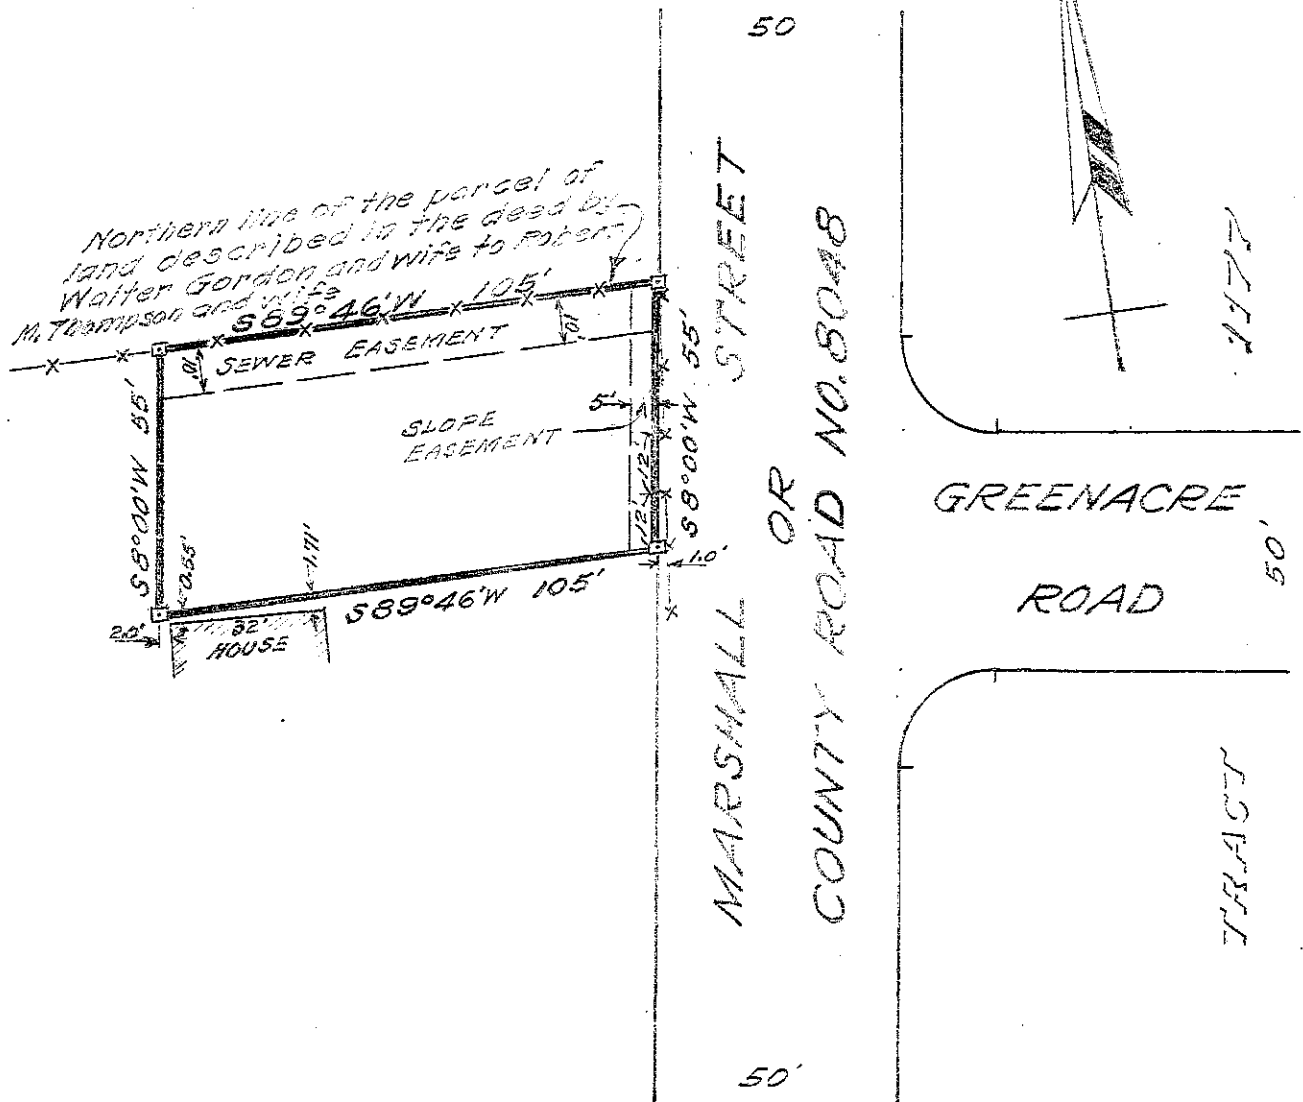 50
Northern line of the parcel of
land described in the deed by
Walter Gordon and wife to Robert
M. Thompson and wife
S89°46'W 105'
10'
10'
SEWER EASEMENT
5'
SLOPE
EASEMENT
12'
12'
S8°00'W 55'
S8°00'W 55'
0.55'
1.71'
1.0'
S89°46'W 105'
2.0'
32'
HOUSE
MARSHALL STREET
OR
COUNTY ROAD NO. 8048
GREENACRE
ROAD
50'
1177
TRACT
50'